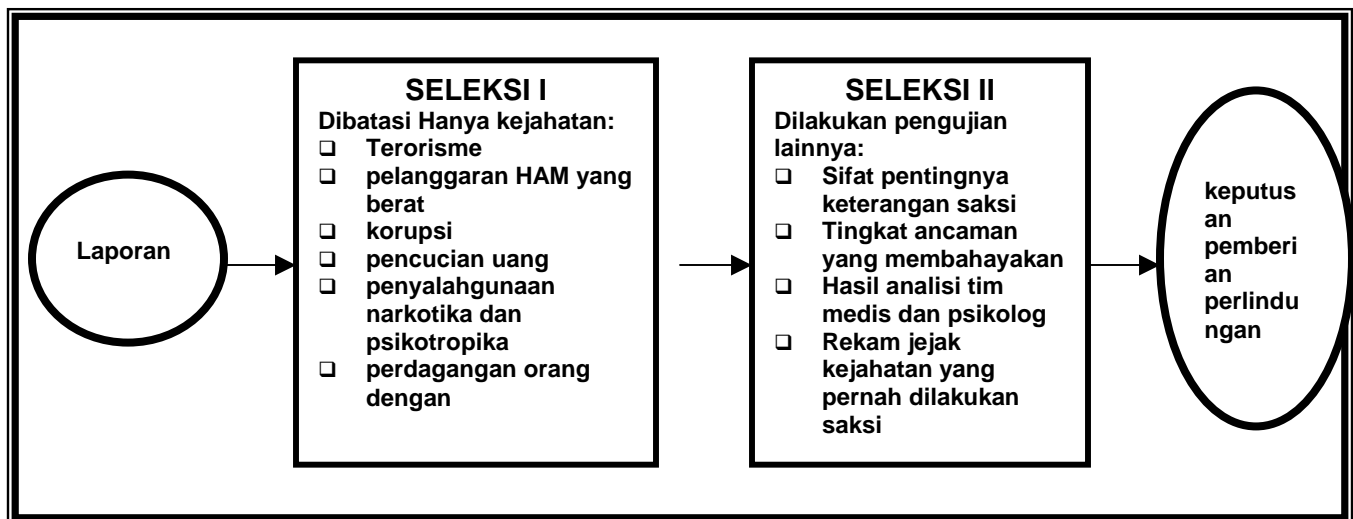 Laporan
SELEKSI I
Dibatasi Hanya kejahatan:
❑ Terorisme
❑ pelanggaran HAM yang
berat
❑ korupsi
❑ pencucian uang
❑ penyalahgunaan
narkotika dan
psikotropika
❑ perdagangan orang
dengan
SELEKSI II
Dilakukan pengujian
lainnya:
❑ Sifat pentingnya
keterangan saksi
❑ Tingkat ancaman
yang membahayakan
❑ Hasil analisi tim
medis dan psikolog
❑ Rekam jejak
kejahatan yang
pernah dilakukan
saksi
keputus
an
pemberi
an
perlindu
ngan